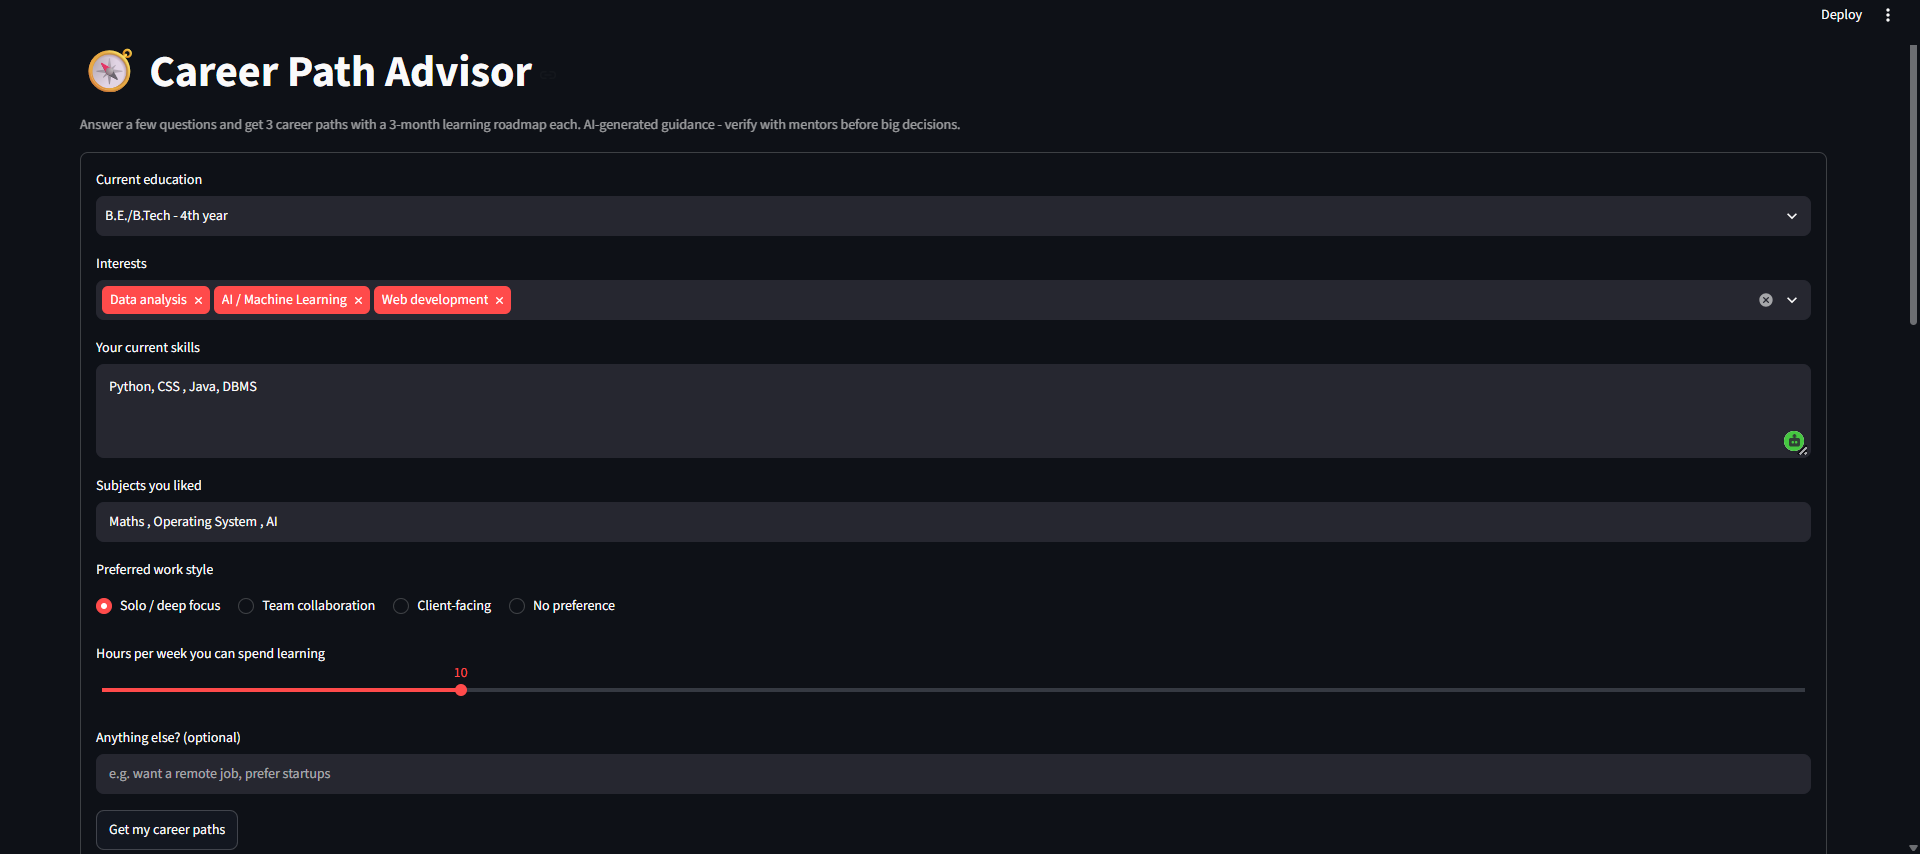 Deploy
Career Path Advisor
Answer a few questions and get 3 career paths with a 3-month learning roadmap each. AI-generated guidance - verify with mentors before big decisions.
Current education
B.E./B.Tech - 4th year
Interests
Data analysis × AI / Machine Learning × Web development ×
Your current skills
Python, CSS , Java, DBMS
Subjects you liked
Maths , Operating System , AI
Preferred work style
Solo / deep focus Team collaboration Client-facing No preference
Hours per week you can spend learning
10
Anything else? (optional)
e.g. want a remote job, prefer startups
Get my career paths